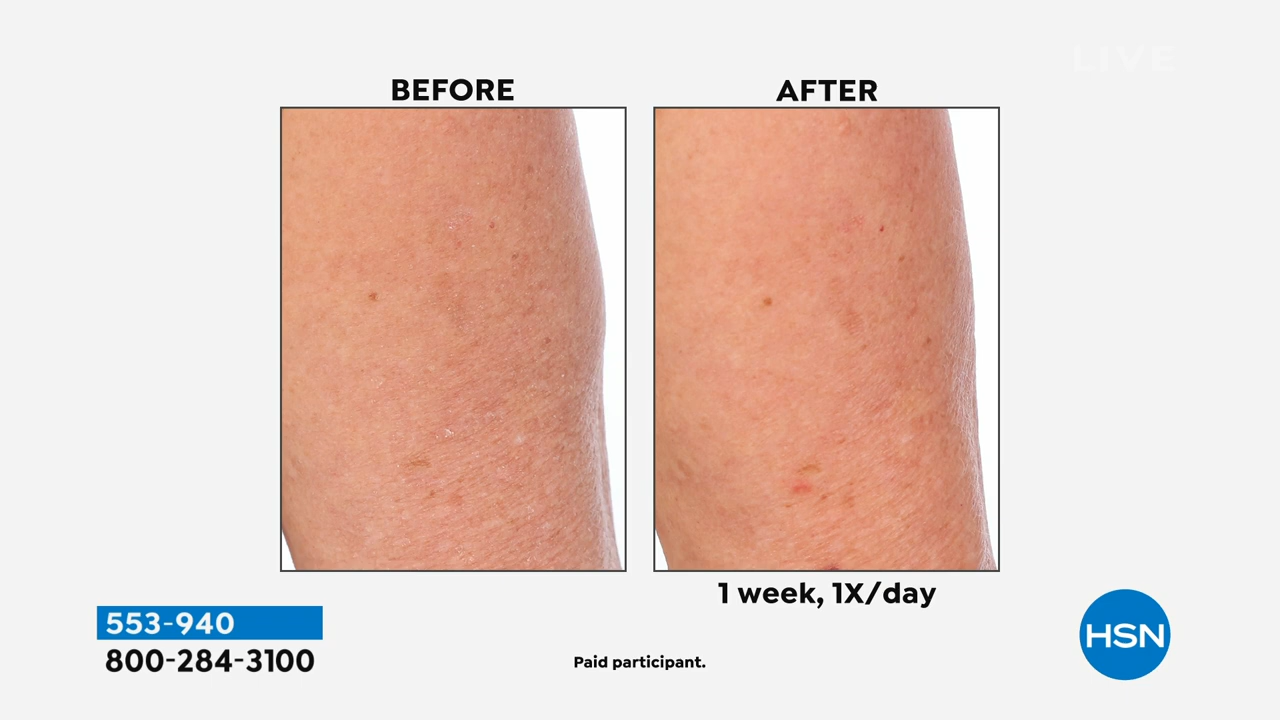 LIVE
BEFORE
AFTER
1 week, 1X/day
553-940
800-284-3100
Paid participant.
HSN